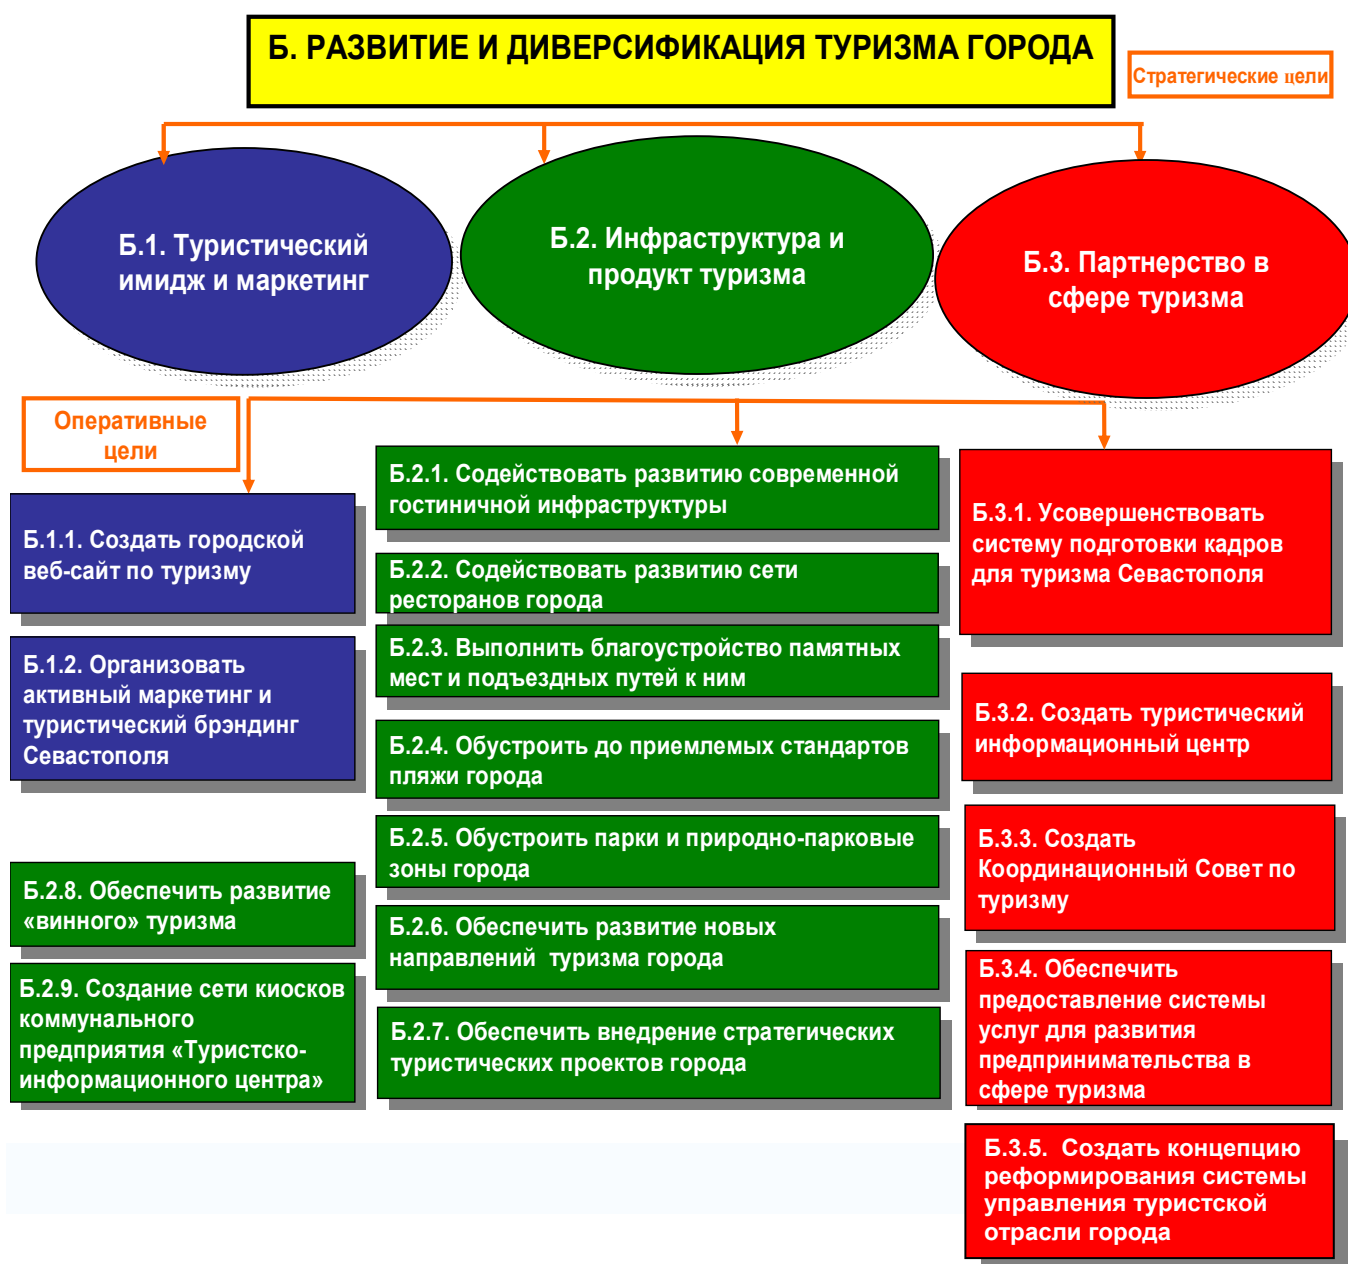 Б. РАЗВИТИЕ И ДИВЕРСИФИКАЦИЯ ТУРИЗМА ГОРОДА
Стратегические цели
Б.1. Туристический
имидж и маркетинг
Б.2. Инфраструктура и
продукт туризма
Б.3. Партнерство в
сфере туризма
Оперативные
цели
Б.1.1. Создать городской
веб-сайт по туризму
Б.1.2. Организовать
активный маркетинг и
туристический брэндинг
Севастополя
Б.2.8. Обеспечить развитие
«винного» туризма
Б.2.9. Создание сети киосков
коммунального
предприятия «Туристско-
информационного центра»
Б.2.1. Содействовать развитию современной
гостиничной инфраструктуры
Б.2.2. Содействовать развитию сети
ресторанов города
Б.2.3. Выполнить благоустройство памятных
мест и подъездных путей к ним
Б.2.4. Обустроить до приемлемых стандартов
пляжи города
Б.2.5. Обустроить парки и природно-парковые
зоны города
Б.2.6. Обеспечить развитие новых
направлений  туризма города
Б.2.7. Обеспечить внедрение стратегических
туристических проектов города
Б.3.1. Усовершенствовать
систему подготовки кадров
для туризма Севастополя
Б.3.2. Создать туристический
информационный центр
Б.3.3. Создать
Координационный Совет по
туризму
Б.3.4. Обеспечить
предоставление системы
услуг для развития
предпринимательства в
сфере туризма
Б.3.5.  Создать концепцию
реформирования системы
управления туристской
отрасли города